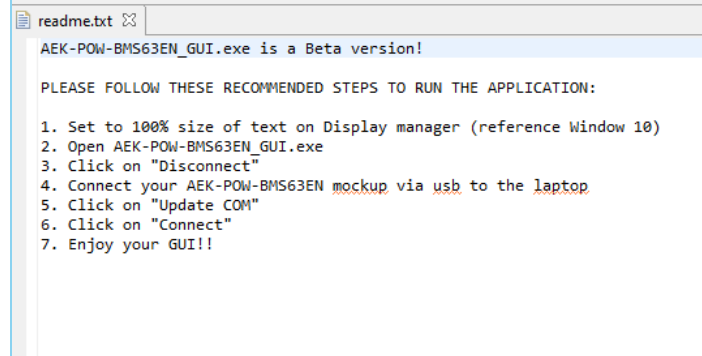 readme.txt
AEK-POW-BMS63EN_GUI.exe is a Beta version!
PLEASE FOLLOW THESE RECOMMENDED STEPS TO RUN THE APPLICATION:
1. Set to 100% size of text on Display manager (reference Window 10)
2. Open AEK-POW-BMS63EN_GUI.exe
3. Click on "Disconnect"
4. Connect your AEK-POW-BMS63EN mockup via usb to the laptop
5. Click on "Update COM"
6. Click on "Connect"
7. Enjoy your GUI!!